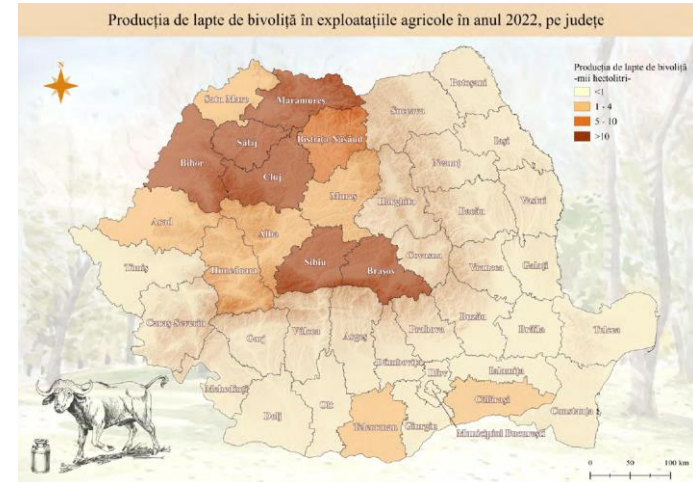 Producția de lapte de bivoliță în exploatațiile agricole în anul 2022, pe județe
N
Producția de lapte de bivoliță
-mii hectolitri-
<1
1 - 4
5 - 10
>10
Botoșani
Satu Mare
Maramureș
Suceava
Sălaj
Bistrița-Năsăud
Iași
Bihor
Cluj
Neamț
Mureș
Harghita
Bacău
Vaslui
Arad
Alba
Timiș
Hunedoara
Sibiu
Brașov
Covasna
Vrancea
Galați
Caraș-Severin
Gorj
Vâlcea
Argeș
Prahova
Buzău
Brăila
Tulcea
Dâmbovița
Mehedinți
Ilfov
Ialomița
Călărași
Olt
Dolj
Teleorman
Giurgiu
Constanța
Municipiul București
0 50 100 km